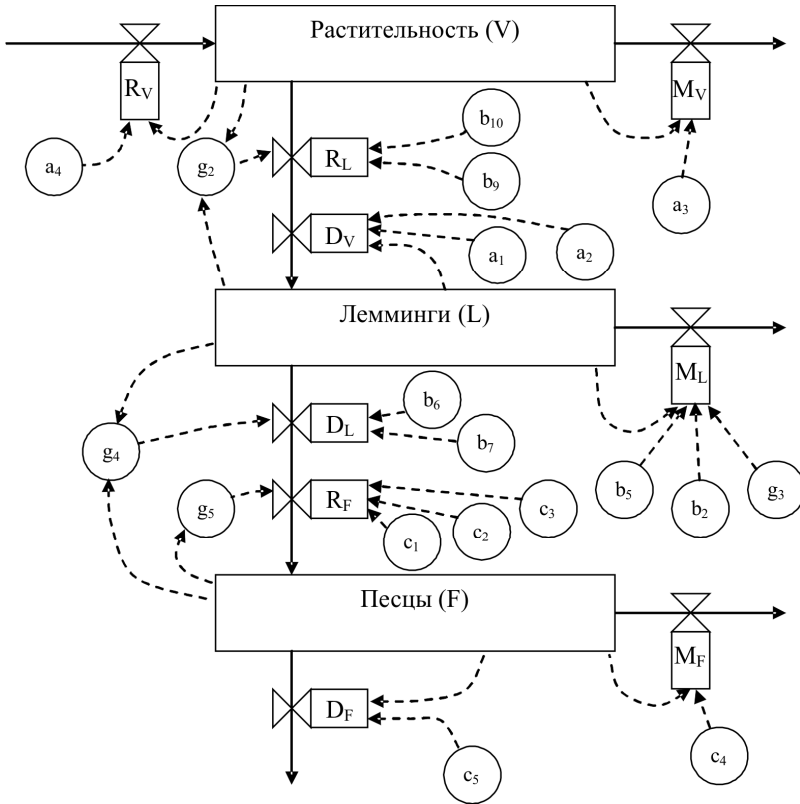 Растительность (V)
R_V
M_V
a_4
g_2
R_L
b_10
b_9
a_3
D_V
a_1
a_2
Лемминги (L)
M_L
g_4
D_L
b_6
b_7
g_5
R_F
c_1
c_2
c_3
b_5
b_2
g_3
Песцы (F)
M_F
D_F
c_5
c_4